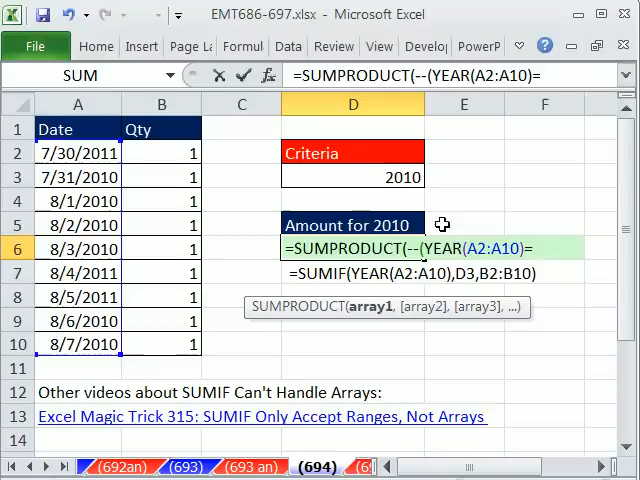 EMT686-697.xlsx - Microsoft Excel
File Home Insert Page La Formul Data Review View Develo PowerP
SUM =SUMPRODUCT(--(YEAR(A2:A10)=
A B C D E F
1 Date Qty
2 7/30/2011 1 Criteria
3 7/31/2010 1 2010
4 8/1/2010 1
5 8/2/2010 1 Amount for 2010
6 8/3/2010 1 =SUMPRODUCT(--(YEAR(A2:A10)=
7 8/4/2011 1 =SUMIF(YEAR(A2:A10),D3,B2:B10)
8 8/5/2011 1 SUMPRODUCT(array1, [array2], [array3], ...)
9 8/6/2010 1
10 8/7/2010 1
11
12 Other videos about SUMIF Can't Handle Arrays:
13 Excel Magic Trick 315: SUMIF Only Accept Ranges, Not Arrays
14
(692an) (693) (693 an) (694) (69